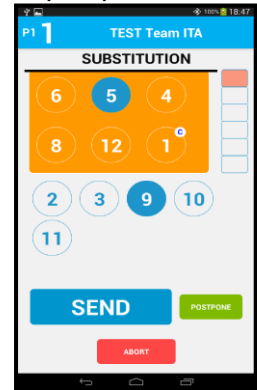 100% 18:47
P1 1 TEST Team ITA
SUBSTITUTION
6 5 4
8 12 1 C
2 3 9 10
11
SEND POSTPONE
ABORT